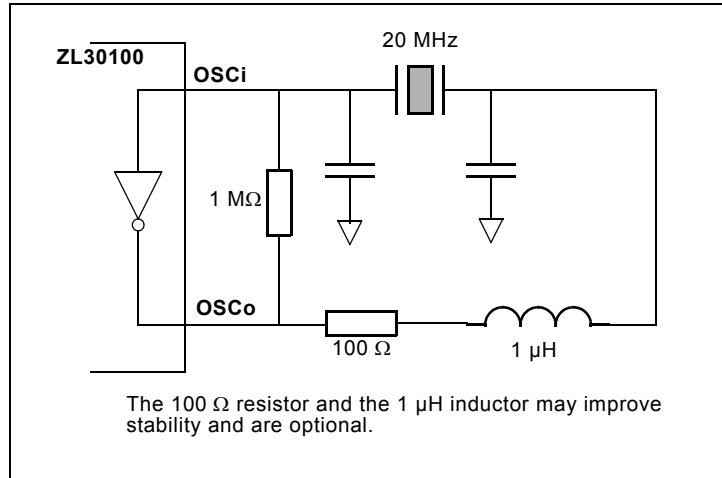 20 MHz
ZL30100
OSCi
1 MΩ
OSCo
100 Ω
1 µH
The 100 Ω resistor and the 1 µH inductor may improve
stability and are optional.